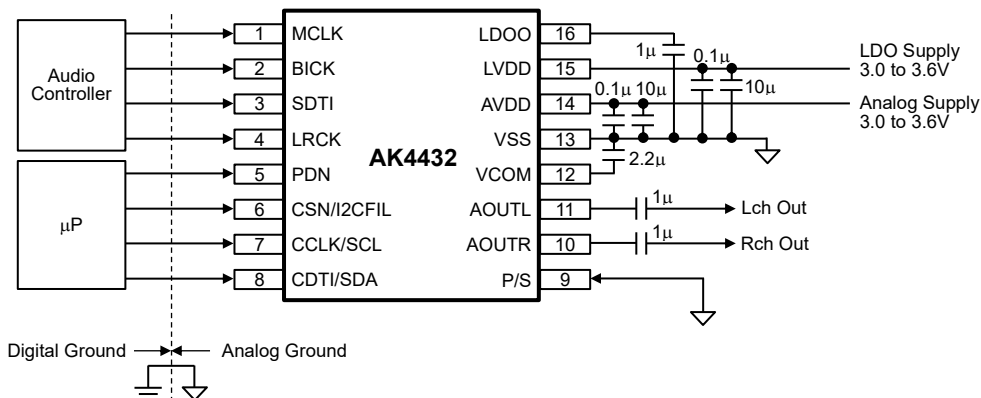 Audio
Controller
μP
1 MCLK
2 BICK
3 SDTI
4 LRCK
5 PDN
6 CSN/I2CFIL
7 CCLK/SCL
8 CDTI/SDA
AK4432
LDOO 16
LVDD 15
AVDD 14
VSS 13
VCOM 12
AOUTL 11
AOUTR 10
P/S 9
1μ
0.1μ
10μ
0.1μ 10μ
2.2μ
1μ
1μ
LDO Supply
3.0 to 3.6V
Analog Supply
3.0 to 3.6V
Lch Out
Rch Out
Digital Ground
Analog Ground